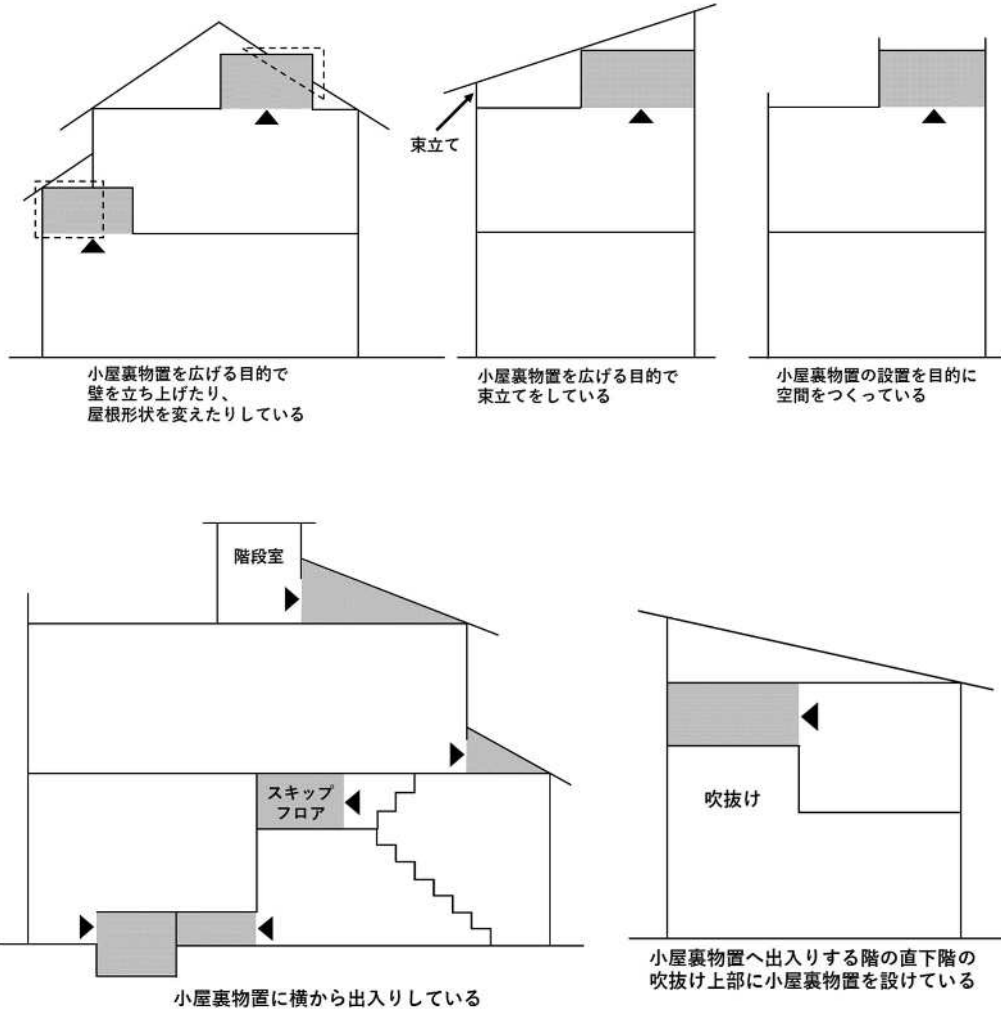 束立て
小屋裏物置を広げる目的で
壁を立ち上げたり、
屋根形状を変えたりしている
小屋裏物置を広げる目的で
束立てをしている
小屋裏物置の設置を目的に
空間をつくっている
階段室
スキップ
フロア
吹抜け
小屋裏物置に横から出入りしている
小屋裏物置へ出入りする階の直下階の
吹抜け上部に小屋裏物置を設けている